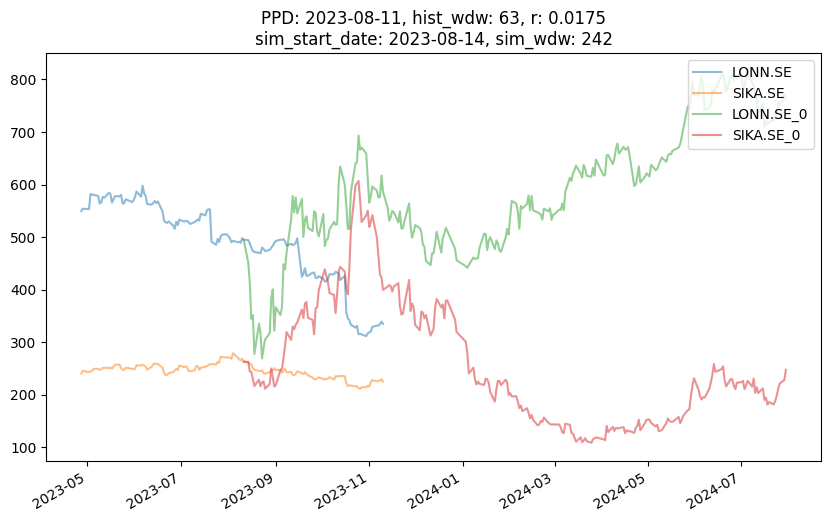 PPD: 2023-08-11, hist_wdw: 63, r: 0.0175
sim_start_date: 2023-08-14, sim_wdw: 242
LONN.SE
SIKA.SE
LONN.SE_0
SIKA.SE_0
800
700
600
500
400
300
200
100
2023-05
2023-07
2023-09
2023-11
2024-01
2024-03
2024-05
2024-07